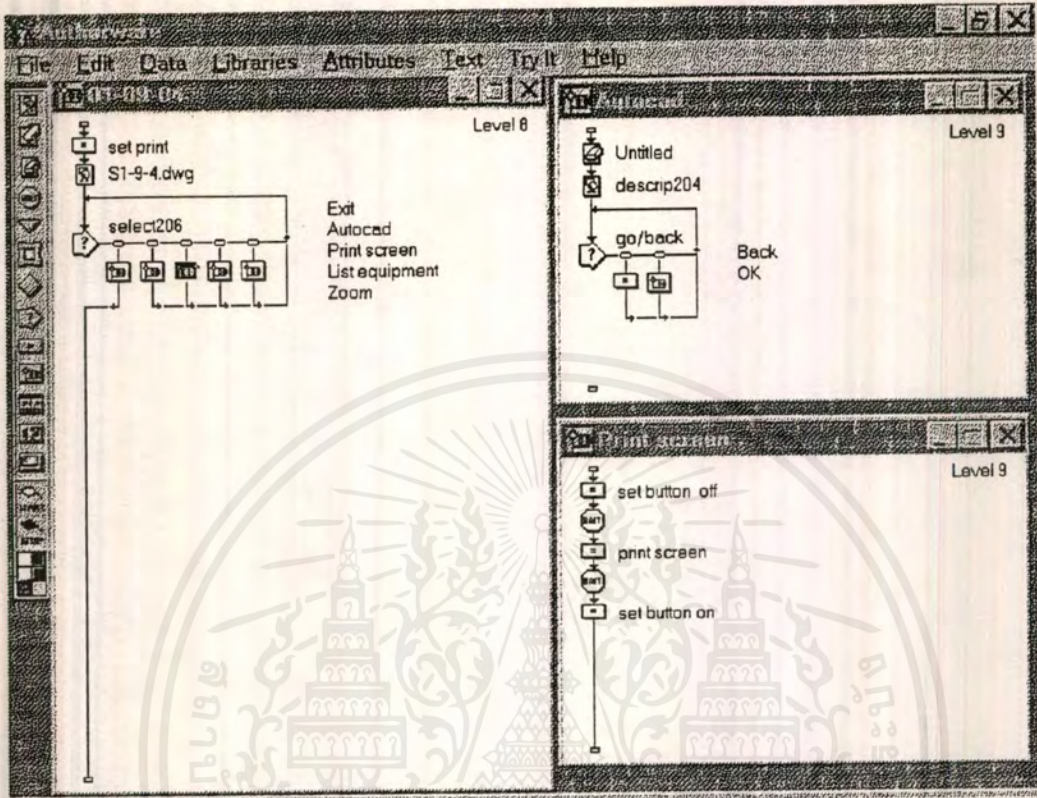 Authorware
File Edit Data Libraries Attributes Text Try It Help
Level 8
set print
S1-9-4.dwg
select206
Exit
Autocad
Print screen
List equipment
Zoom
Autocad
Level 9
Untitled
descrip204
go/back
Back
OK
Print screen
Level 9
set button off
WAIT
print screen
WAIT
set button on